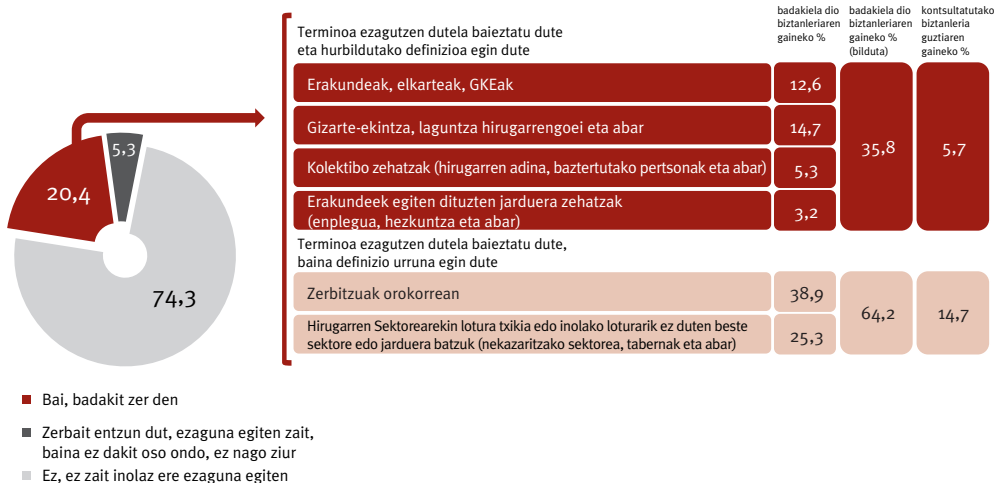 badakiela dio
biztanleriaren
gaineko %
badakiela dio
biztanleriaren
gaineko %
(bilduta)
kontsultatutako
biztanleria
guztiaren
gaineko %
Terminoa ezagutzen dutela baieztatu dute
eta hurbildutako definizioa egin dute
Erakundeak, elkarteak, GKEak
12,6
Gizarte-ekintza, laguntza hirugarrengoei eta abar
14,7
Kolektibo zehatzak (hirugarren adina, baztertutako pertsonak eta abar)
5,3
Erakundeek egiten dituzten jarduera zehatzak
(enplegua, hezkuntza eta abar)
3,2
35,8
5,7
Terminoa ezagutzen dutela baieztatu dute,
baina definizio urruna egin dute
Zerbitzuak orokorrean
38,9
Hirugarren Sektorearekin lotura txikia edo inolako loturarik ez duten beste
sektore edo jarduera batzuk (nekazaritzako sektorea, tabernak eta abar)
25,3
64,2
14,7
5,3
20,4
74,3
Bai, badakit zer den
Zerbait entzun dut, ezaguna egiten zait,
baina ez dakit oso ondo, ez nago ziur
Ez, ez zait inolaz ere ezaguna egiten